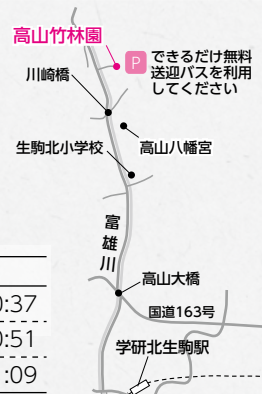 高山竹林園
P
できるだけ無料
送迎バスを利用
してください
川崎橋
高山八幡宮
生駒北小学校
富雄川
高山大橋
国道163号
:37
:51
:09
学研北生駒駅